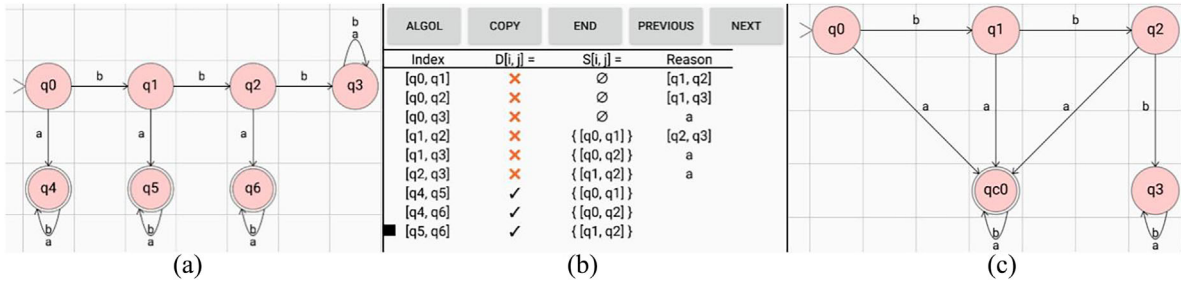 b
a
q0
b
q1
b
q2
b
q3
a
a
a
q4
q5
q6
b
a
b
a
b
a
(a)
ALGOL COPY END PREVIOUS NEXT
Index D[i, j] = S[i, j] = Reason
[q0, q1] ✕ ∅ [q1, q2]
[q0, q2] ✕ ∅ [q1, q3]
[q0, q3] ✕ ∅ a
[q1, q2] ✕ { [q0, q1] } [q2, q3]
[q1, q3] ✕ { [q0, q2] } a
[q2, q3] ✕ { [q1, q2] } a
[q4, q5] ✓ { [q0, q1] }
[q4, q6] ✓ { [q0, q2] }
[q5, q6] ✓ { [q1, q2] }
(b)
q0
b
q1
b
q2
a
a
a
b
qc0
q3
b
a
b
a
(c)